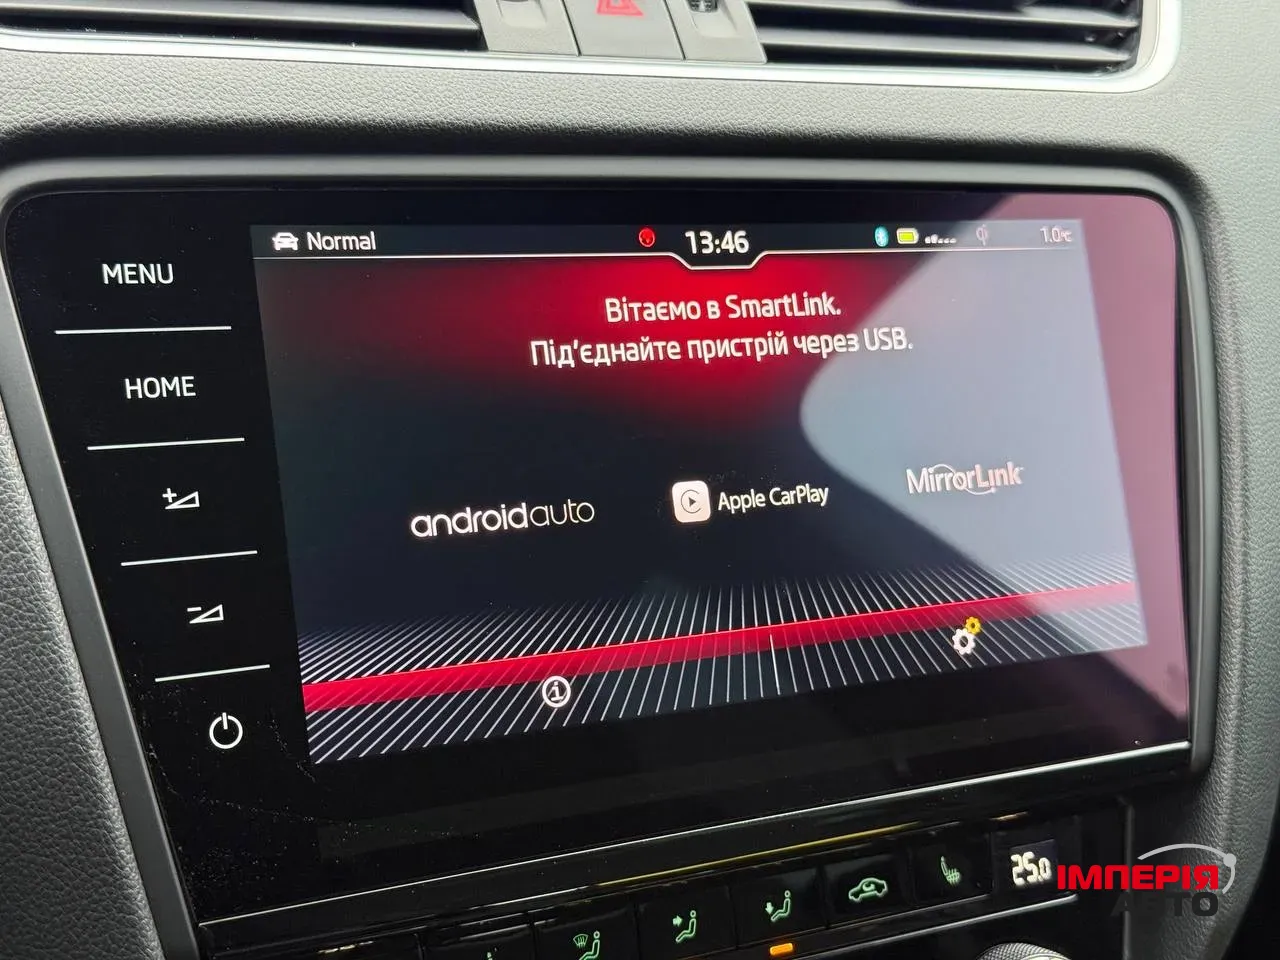 Normal
13:46
1.0°C
MENU
HOME
Вітаємо в SmartLink.
Під'єднайте пристрій через USB.
androidauto
Apple CarPlay
MirrorLink
25.0
ІМПЕРІЯ
АВТО